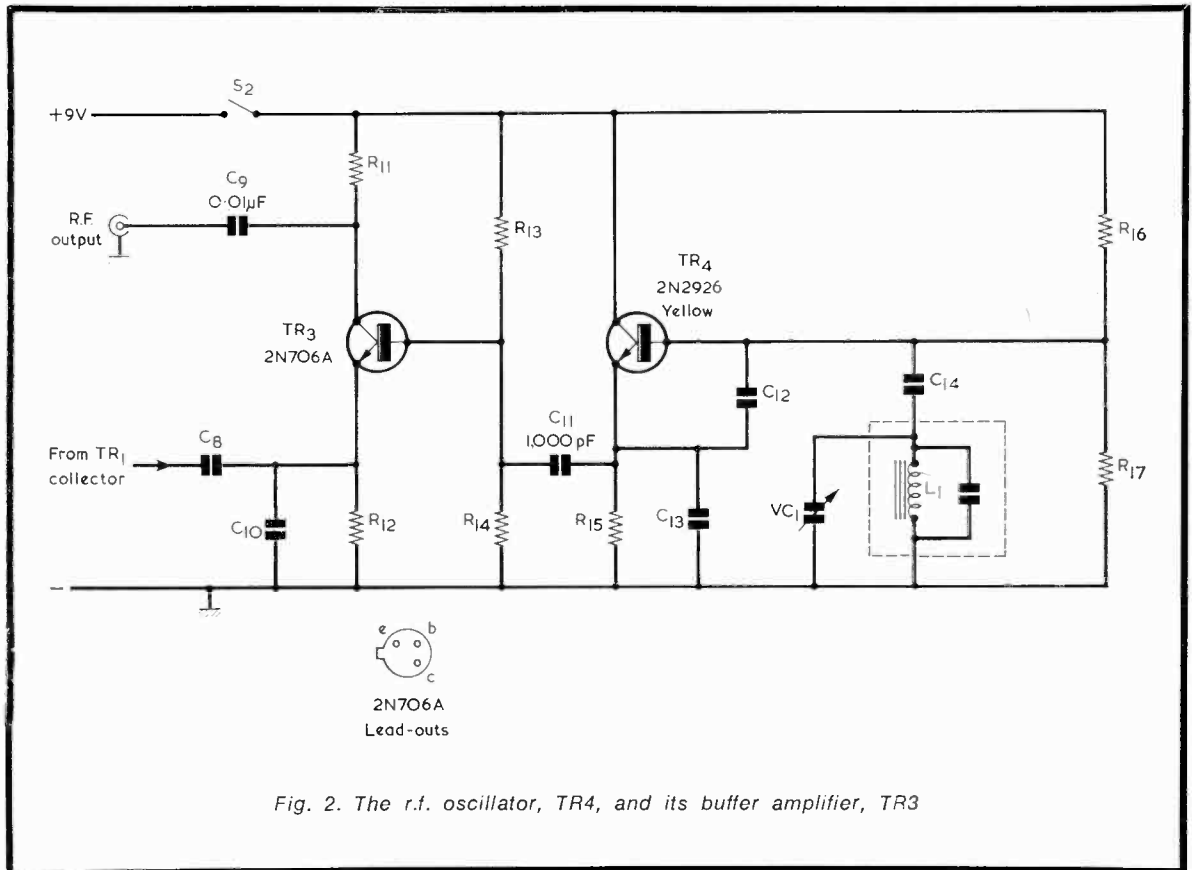 S2
+9V
R11
C9
0·01µF
R.F.
output
R13
R16
TR4
2N2926
Yellow
TR3
2N706A
C12
C14
C11
1,000 pF
C8
From TR1
collector
L1
R17
VC1
C10
R12
R14
R15
C13
−
e b
c
2N706A
Lead-outs
Fig. 2. The r.f. oscillator, TR4, and its buffer amplifier, TR3